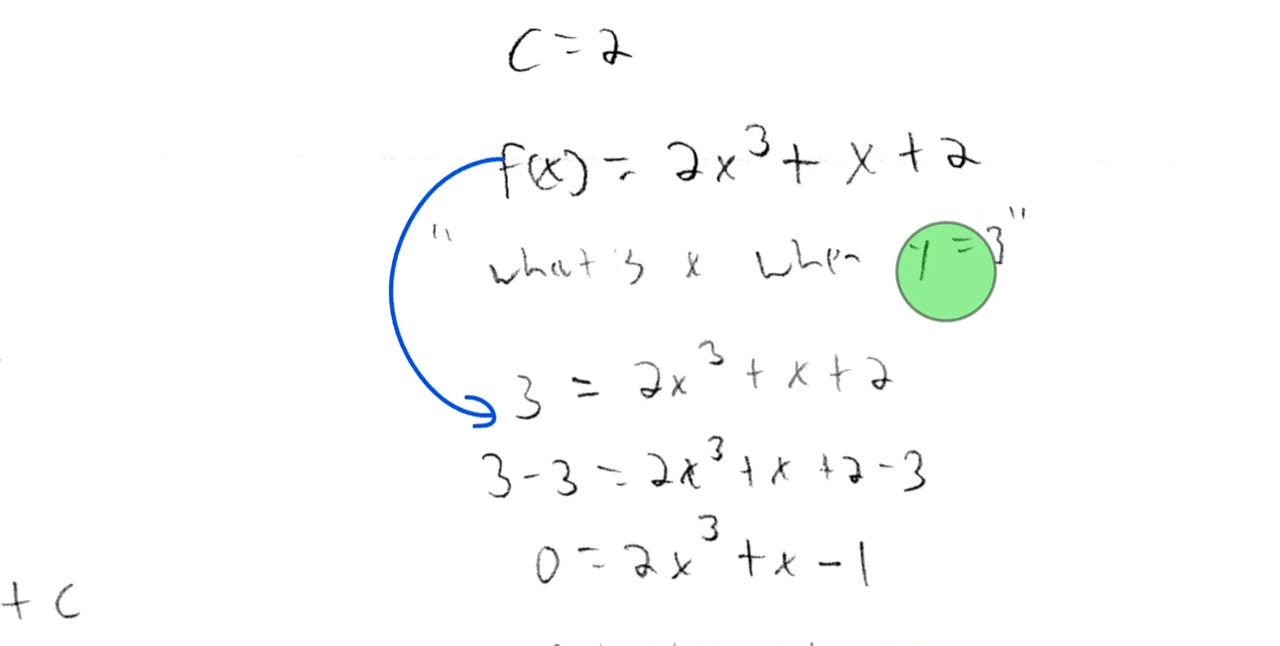 C = 2
f(x) = 2x³ + x + 2
"what's x when y = 3"
3 = 2x³ + x + 2
3 - 3 = 2x³ + x + 2 - 3
0 = 2x³ + x - 1
+ C